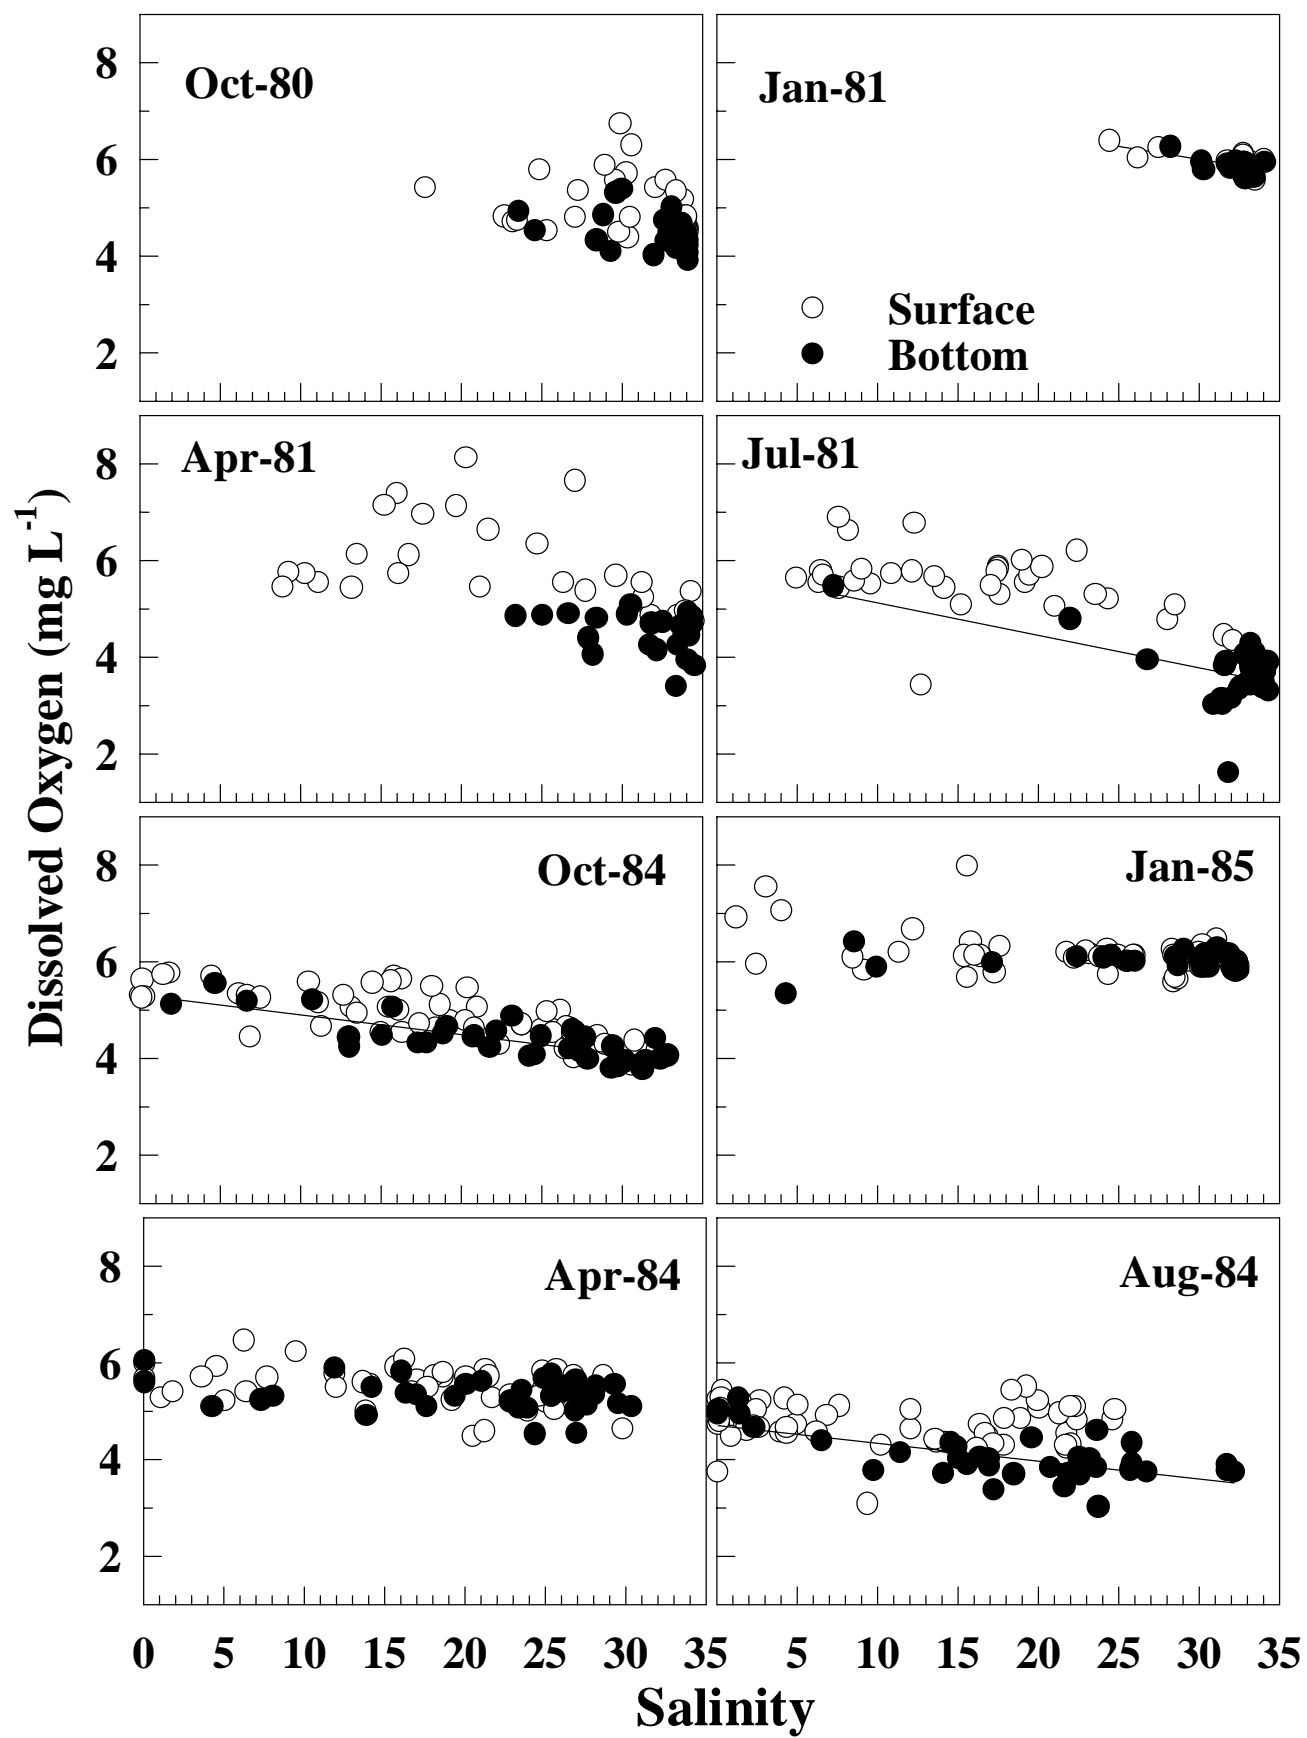 Dissolved Oxygen (mg L-1)
8
6
4
2
Oct-80
Jan-81
Surface
Bottom
8
6
4
2
Apr-81
Jul-81
8
6
4
2
Oct-84
Jan-85
8
6
4
2
Apr-84
Aug-84
0 5 10 15 20 25 30 35 5 10 15 20 25 30 35
Salinity